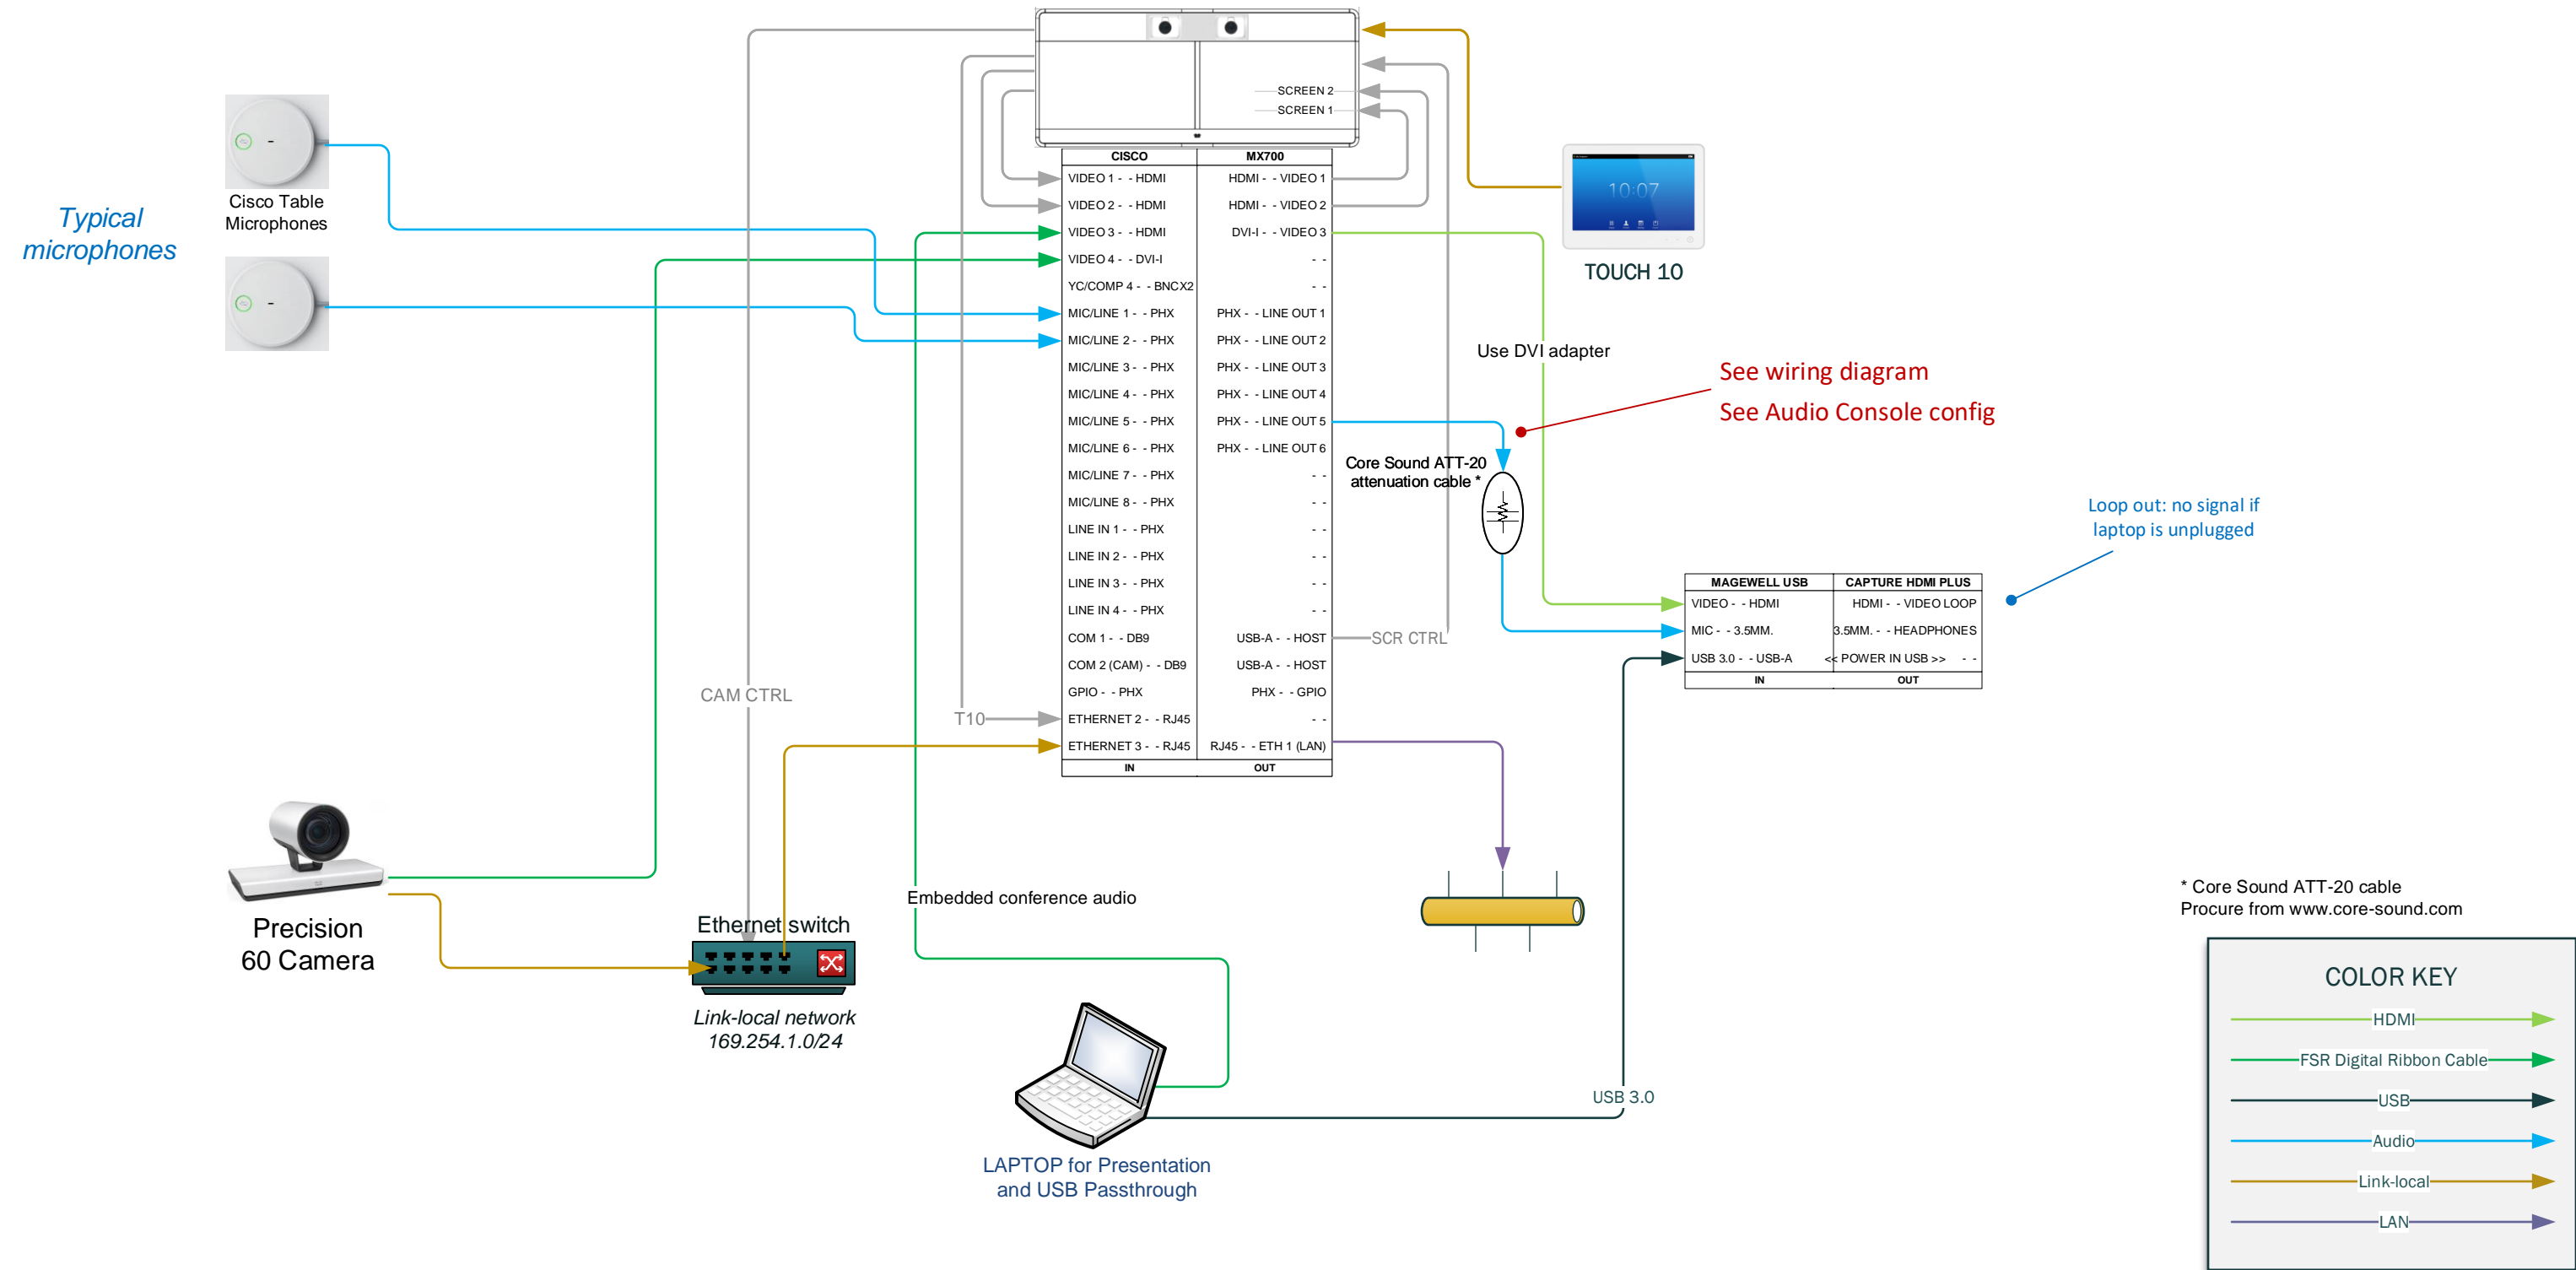 SCREEN 2
SCREEN 1
Cisco Table
Microphones
Typical
microphones
CISCO MX700
VIDEO 1 - - HDMI HDMI - - VIDEO 1
VIDEO 2 - - HDMI HDMI - - VIDEO 2
VIDEO 3 - - HDMI DVI-I - - VIDEO 3
VIDEO 4 - - DVI-I - -
YC/COMP 4 - - BNCX2 - -
MIC/LINE 1 - - PHX PHX - - LINE OUT 1
MIC/LINE 2 - - PHX PHX - - LINE OUT 2
MIC/LINE 3 - - PHX PHX - - LINE OUT 3
MIC/LINE 4 - - PHX PHX - - LINE OUT 4
MIC/LINE 5 - - PHX PHX - - LINE OUT 5
MIC/LINE 6 - - PHX PHX - - LINE OUT 6
MIC/LINE 7 - - PHX - -
MIC/LINE 8 - - PHX - -
LINE IN 1 - - PHX - -
LINE IN 2 - - PHX - -
LINE IN 3 - - PHX - -
LINE IN 4 - - PHX - -
COM 1 - - DB9 USB-A - - HOST
COM 2 (CAM) - - DB9 USB-A - - HOST
GPIO - - PHX PHX - - GPIO
ETHERNET 2 - - RJ45 - -
ETHERNET 3 - - RJ45 RJ45 - - ETH 1 (LAN)
IN OUT
10:07
TOUCH 10
Use DVI adapter
See wiring diagram
See Audio Console config
Core Sound ATT-20
attenuation cable *
Loop out: no signal if
laptop is unplugged
MAGEWELL USB CAPTURE HDMI PLUS
VIDEO - - HDMI HDMI - - VIDEO LOOP
MIC - - 3.5MM. 3.5MM. - - HEADPHONES
USB 3.0 - - USB-A << POWER IN USB >> - -
IN OUT
SCR CTRL
CAM CTRL
T10
Precision
60 Camera
Ethernet switch
Link-local network
169.254.1.0/24
Embedded conference audio
LAPTOP for Presentation
and USB Passthrough
USB 3.0
* Core Sound ATT-20 cable
Procure from www.core-sound.com
COLOR KEY
HDMI
FSR Digital Ribbon Cable
USB
Audio
Link-local
LAN